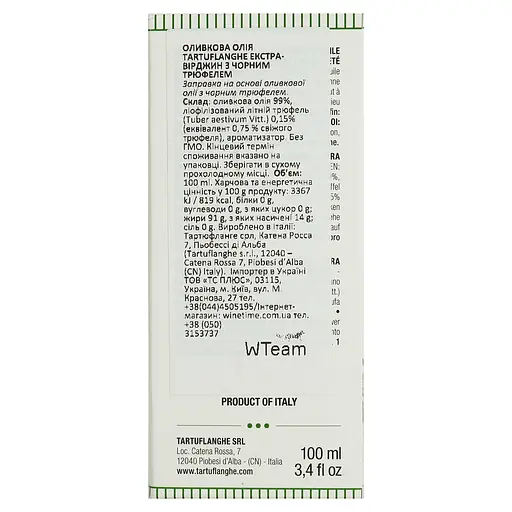 ОЛИВКОВА ОЛІЯ
TARTUFLANGHE ЕКСТРА-
ВІРДЖИН З ЧОРНИМ
ТРЮФЕЛЕМ
Заправка на основі оливкової
олії з чорним трюфелем.
Склад: оливкова олія 99%,
ліофілізований літній трюфель
(Tuber aestivum Vitt.) 0,15%
(еквівалент 0,75 % свіжого
трюфеля), ароматизатор. Без
ГМО. Кінцевий термін
споживання вказано на
упаковці. Зберігати в сухому
прохолодному місці. Об'єм:
100 ml. Харчова та енергетична
цінність у 100 g продукту: 3367
kJ / 819 kcal, білки 0 g,
вуглеводи 0 g, з яких цукор 0 g;
жири 91 g, з яких насичені 14 g;
сіль 0 g. Вироблено в Італії:
Тартюфланге срл, Катена Росса
7, Пьобессі ді Альба
(Tartuflanghe s.r.l., 12040 –
Catena Rossa 7, Piobesi d'Alba
(CN) Italy). Імпортер в Україні
ТОВ «ТС ПЛЮС», 03115,
Україна, м. Київ, вул. М.
Краснова, 27 тел.
+38(044)4505195/Інтернет-
магазин: winetime.com.ua тел.
+38 (050)
3153737
WTeam
PRODUCT OF ITALY
TARTUFLANGHE SRL
Loc. Catena Rossa, 7
12040 Piobesi d'Alba - (CN) - Italia
www.tartuflanghe.com
100 ml
3,4 fl oz